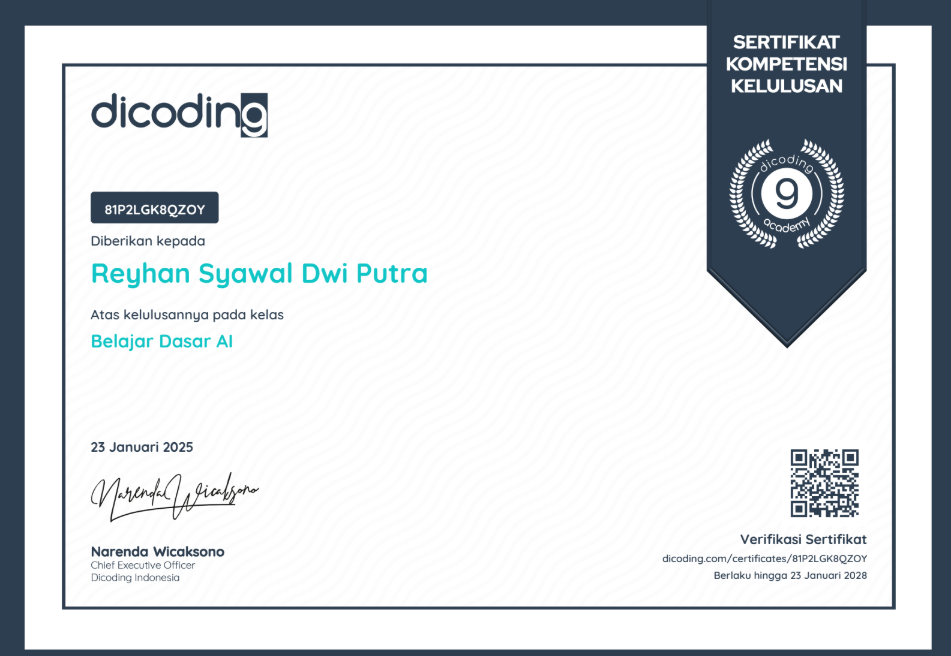 SERTIFIKAT
KOMPETENSI
KELULUSAN
dicoding
9
academy
dicoding
81P2LGK8QZOY
Diberikan kepada
Reyhan Syawal Dwi Putra
Atas kelulusannya pada kelas
Belajar Dasar AI
23 Januari 2025
Narenda Wicaksono
Narenda Wicaksono
Chief Executive Officer
Dicoding Indonesia
Verifikasi Sertifikat
dicoding.com/certificates/81P2LGK8QZOY
Berlaku hingga 23 Januari 2028